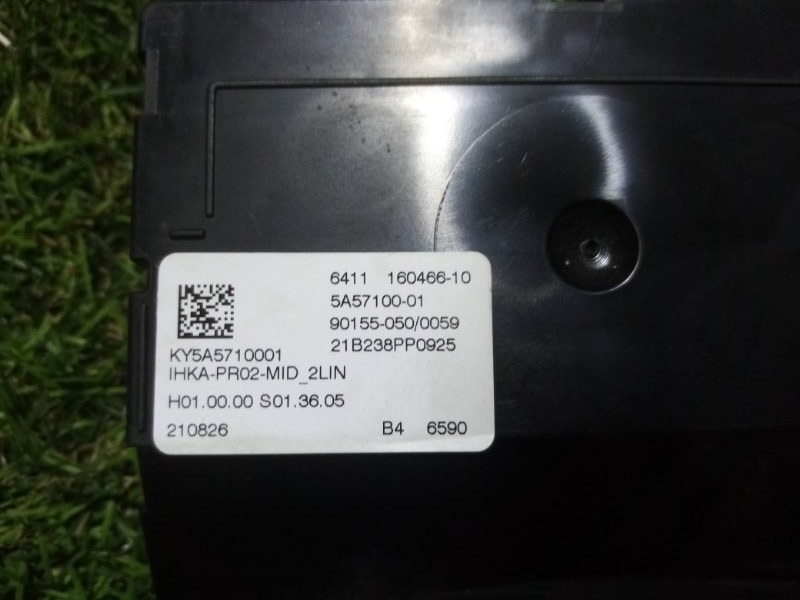 6411 160466-10
5A57100-01
90155-050/0059
21B238PP0925
KY5A5710001
IHKA-PR02-MID_2LIN
H01.00.00 S01.36.05
210826 B4 6590